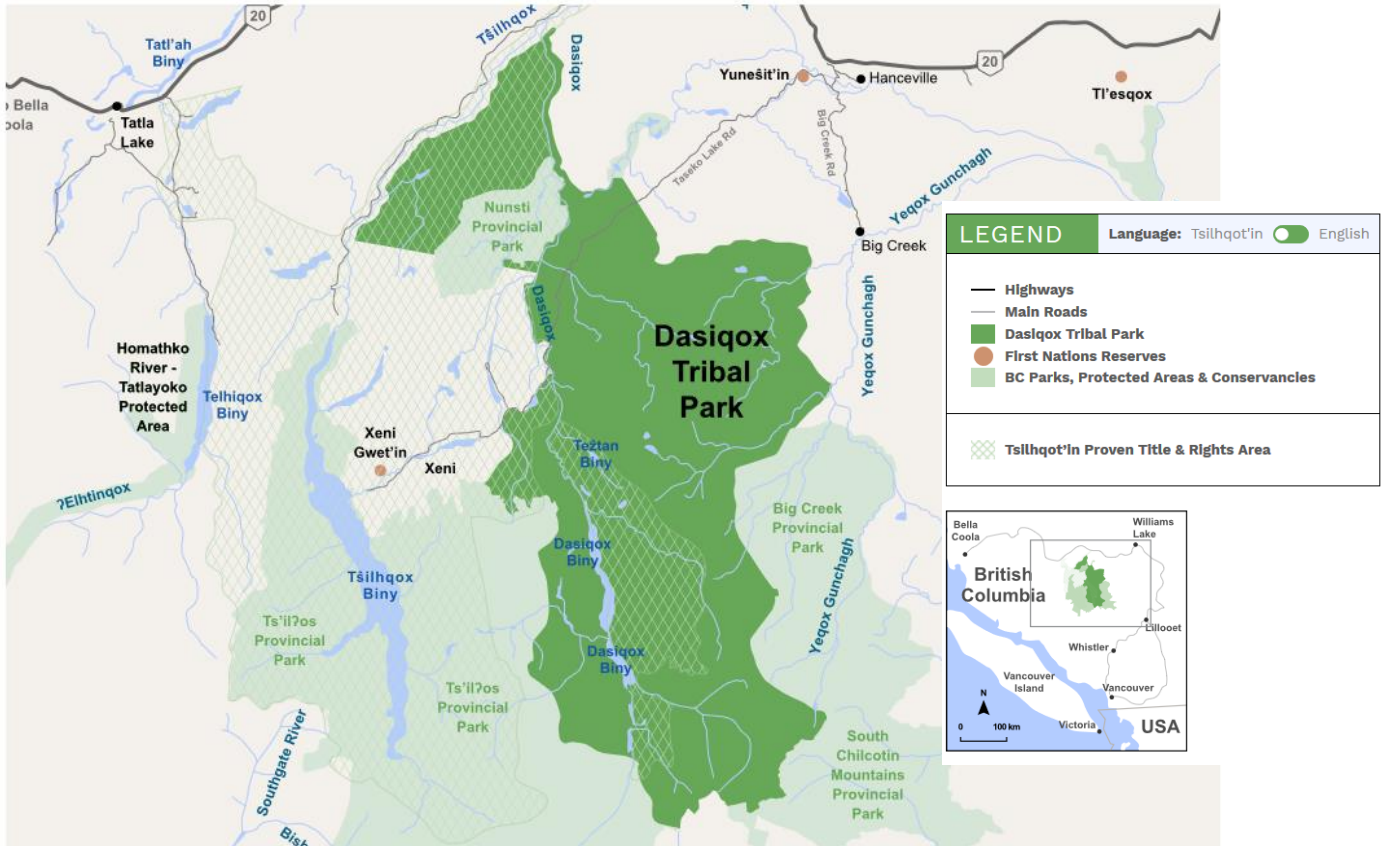 20
Tatl'ah
Biny
Tŝilhqox
Dasiqox
o Bella
oola
Tatla
Lake
Yuneŝit'in
Hanceville
20
Tl'esqox
Taseko Lake Rd
Big Creek Rd
Yeqox Gunchagh
Big Creek
Nunsti
Provincial
Park
Dasiqox
Yeqox Gunchagh
Dasiqox
Tribal
Park
Homathko
River -
Tatlayoko
Protected
Area
Telhiqox
Biny
Xeni
Gwet'in
Xeni
Teẑtan
Biny
ʔElhtinqox
Big Creek
Provincial
Park
Dasiqox
Biny
Tŝilhqox
Biny
Yeqox Gunchagh
Ts'ilʔos
Provincial
Park
Dasiqox
Biny
Ts'ilʔos
Provincial
Park
Southgate River
Bish
South
Chilcotin
Mountains
Provincial
Park
LEGEND
Language: Tsilhqot'in English
Highways
Main Roads
Dasiqox Tribal Park
First Nations Reserves
BC Parks, Protected Areas & Conservancies
Tsilhqot'in Proven Title & Rights Area
Bella
Coola
Williams
Lake
British
Columbia
Lillooet
Whistler
Vancouver
Island
Vancouver
N
0 100 km
Victoria
USA